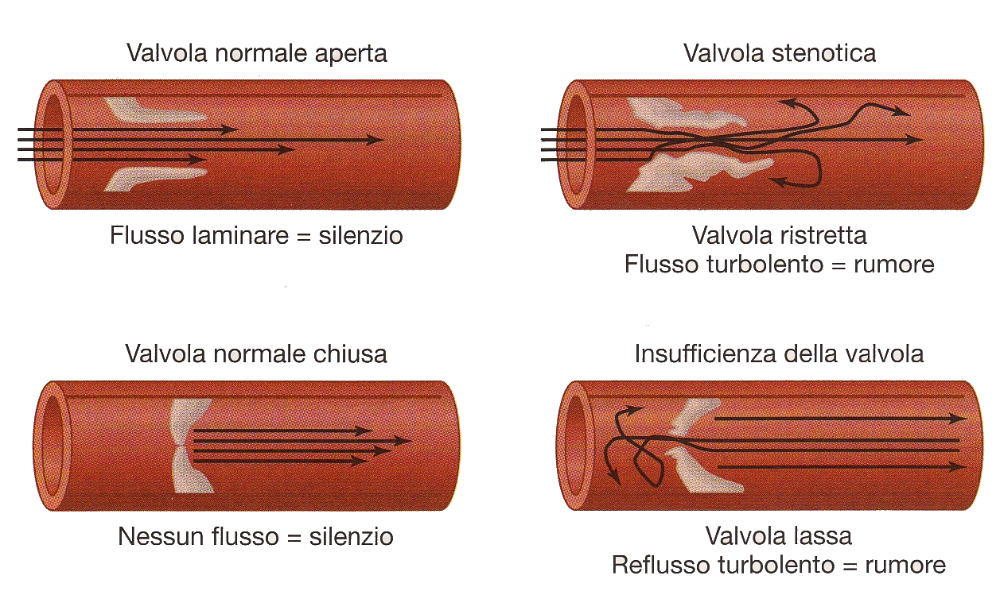 Valvola normale aperta
Flusso laminare = silenzio
Valvola stenotica
Valvola ristretta
Flusso turbolento = rumore
Valvola normale chiusa
Nessun flusso = silenzio
Insufficienza della valvola
Valvola lassa
Reflusso turbolento = rumore